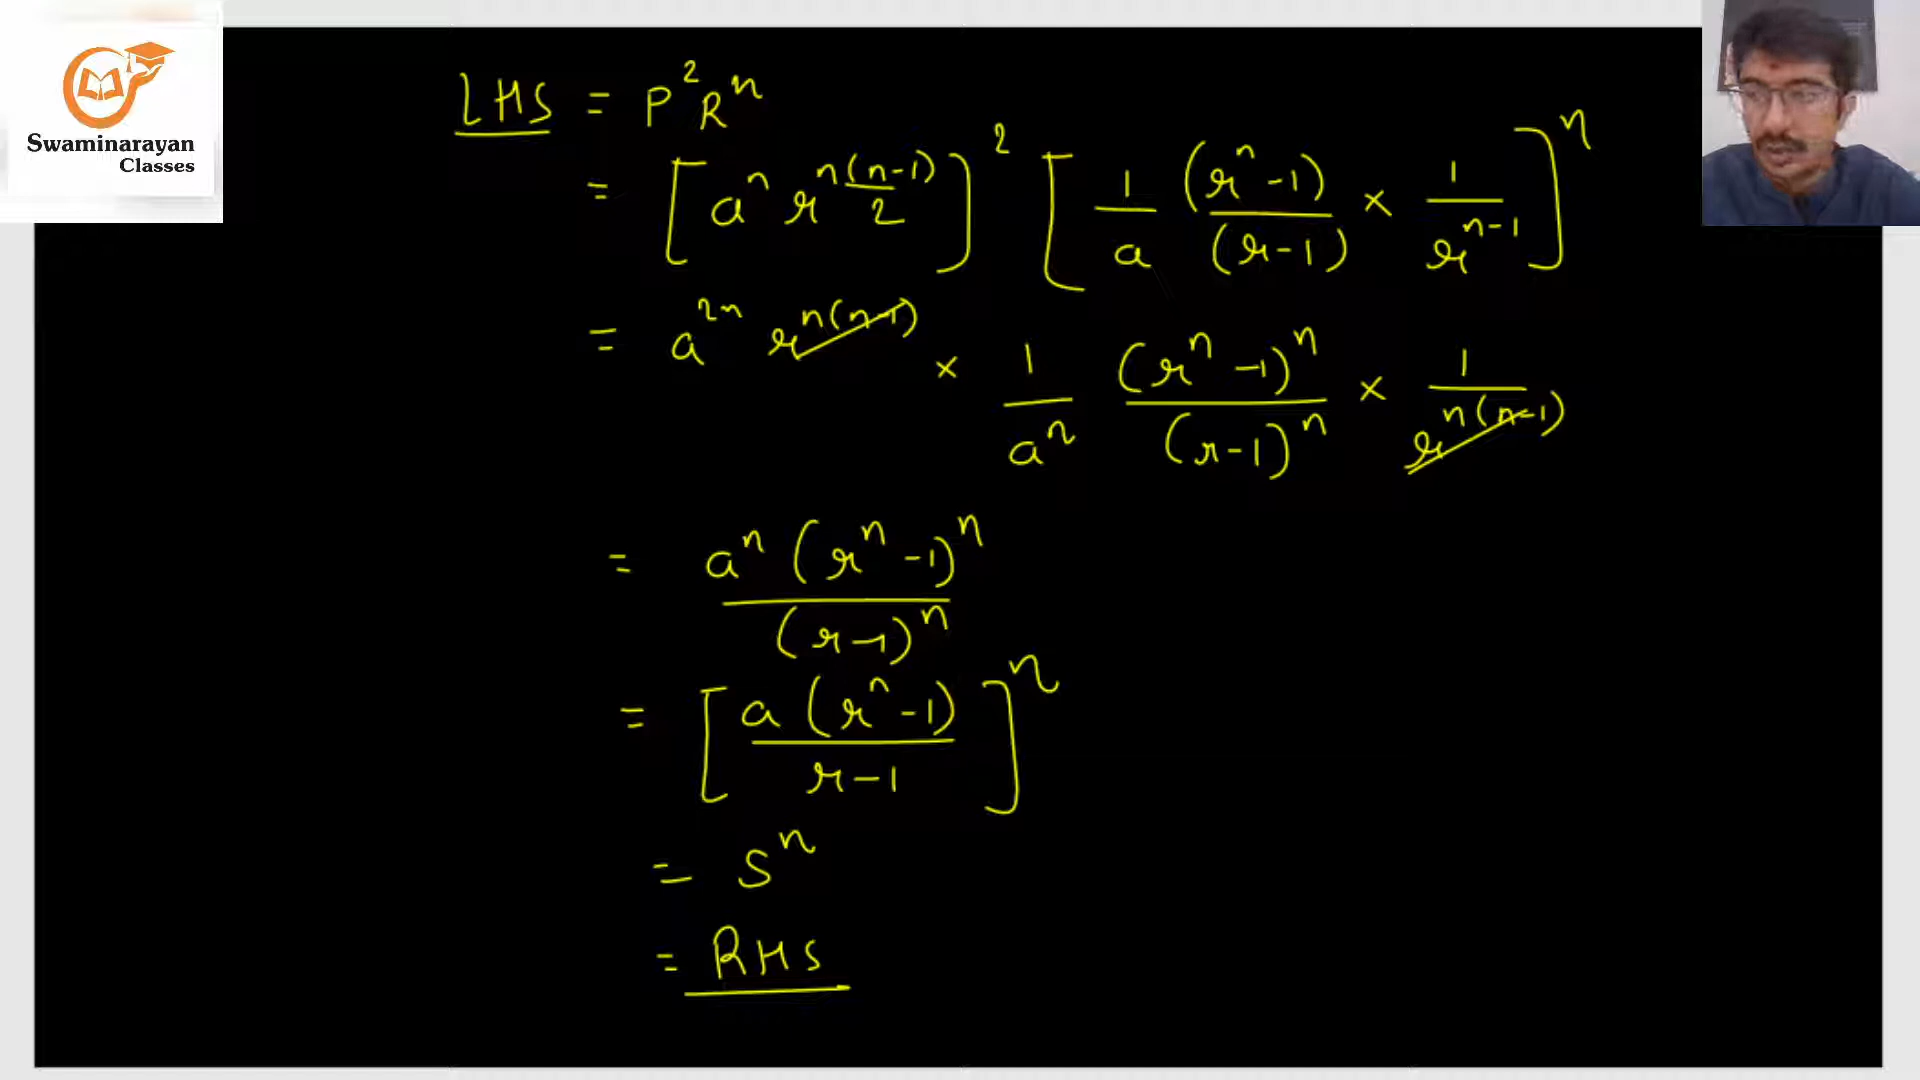 Swaminarayan
Classes
LHS = P²Rⁿ
= [aⁿ r^(n(n-1)/2)]² [1/a (rⁿ-1)/(r-1) × 1/r^(n-1)]ⁿ
= a²ⁿ r^(n(n-1)) × 1/aⁿ (rⁿ-1)ⁿ/(r-1)ⁿ × 1/r^(n(n-1))
= aⁿ(rⁿ-1)ⁿ/(r-1)ⁿ
= [a(rⁿ-1)/r-1]ⁿ
= Sⁿ
= RHS